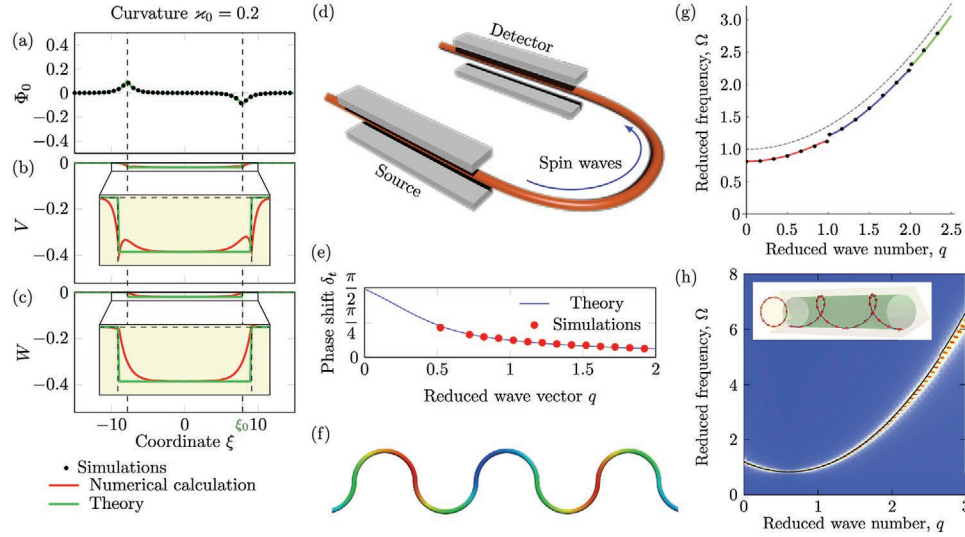 Curvature ϰ₀ = 0.2
(a)
Φ₀
0.4
0.2
0
−0.2
−0.4
(b)
V
0
−0.2
−0.4
(c)
W
0
−0.2
−0.4
−10
0
ξ₀
10
Coordinate ξ
Simulations
Numerical calculation
Theory
(d)
Detector
Source
Spin waves
(e)
Phase shift δₜ
π/2
π/4
0
0
0.5
1
1.5
2
Theory
Simulations
Reduced wave vector q
(f)
(g)
Reduced frequency, Ω
3.0
2.5
2.0
1.5
1.0
0.5
0
0
0.5
1.0
1.5
2.0
2.5
Reduced wave number, q
(h)
Reduced frequency, Ω
8
6
4
2
0
0
1
2
3
Reduced wave number, q